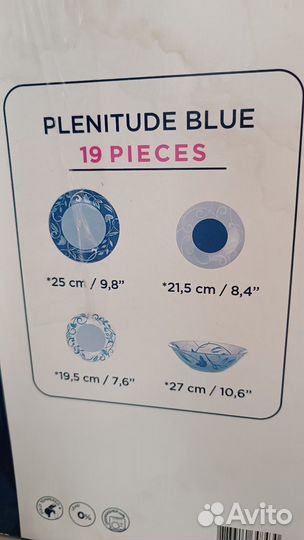 PLENITUDE BLUE
19 PIECES
*25 cm / 9,8”
*21,5 cm / 8,4”
*19,5 cm / 7,6”
*27 cm / 10,6”
0%
Avito